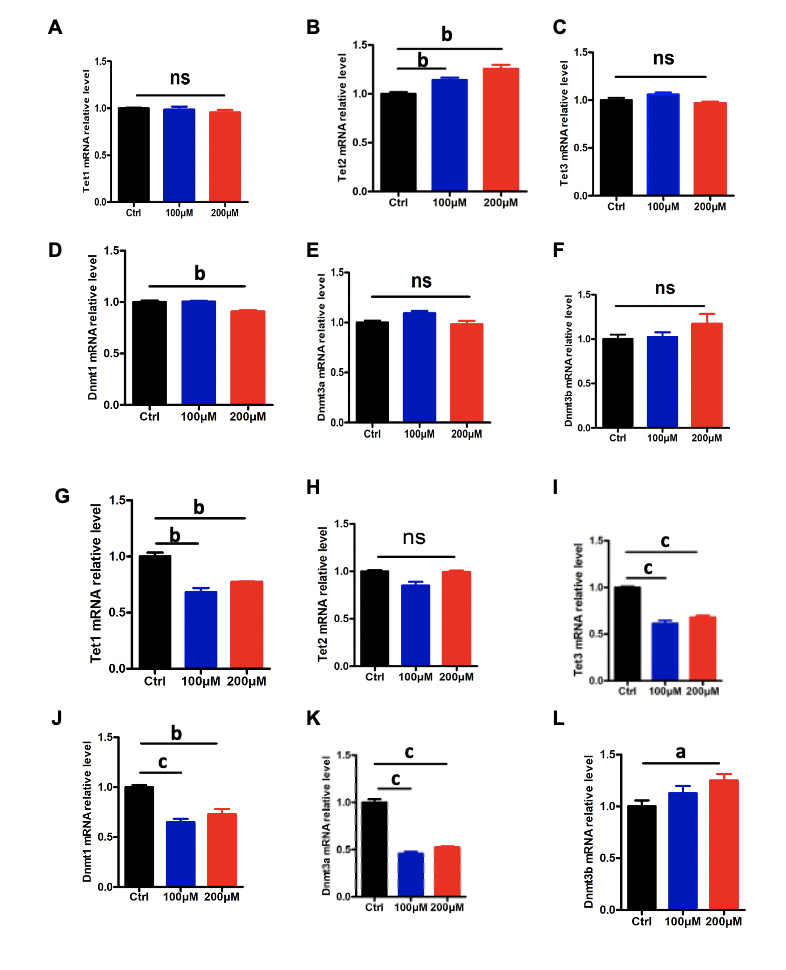 A
Tet1 mRNA relative level
1.5
1.0
0.5
0.0
ns
Ctrl 100µM 200µM
B
Tet2 mRNA relative level
1.5
1.0
0.5
0.0
b
b
Ctrl 100µM 200µM
C
Tet3 mRNA relative level
1.5
1.0
0.5
0.0
ns
Ctrl 100µM 200µM
D
Dnmt1 mRNA relative level
1.5
1.0
0.5
0.0
b
Ctrl 100µM 200µM
E
Dnmt3a mRNA relative level
1.5
1.0
0.5
0.0
ns
Ctrl 100µM 200µM
F
Dnmt3b mRNA relative level
1.5
1.0
0.5
0.0
ns
Ctrl 100µM 200µM
G
Tet1 mRNA relative level
1.5
1.0
0.5
0.0
b
b
Ctrl 100µM 200µM
H
Tet2 mRNA relative level
1.5
1.0
0.5
0.0
ns
Ctrl 100µM 200µM
I
Tet3 mRNA relative level
1.5
1.0
0.5
0.0
c
c
Ctrl 100µM 200µM
J
Dnmt1 mRNA relative level
1.5
1.0
0.5
0.0
b
c
Ctrl 100µM 200µM
K
Dnmt3a mRNA relative level
1.5
1.0
0.5
0.0
c
c
Ctrl 100µM 200µM
L
Dnmt3b mRNA relative level
1.5
1.0
0.5
0.0
a
Ctrl 100µM 200µM